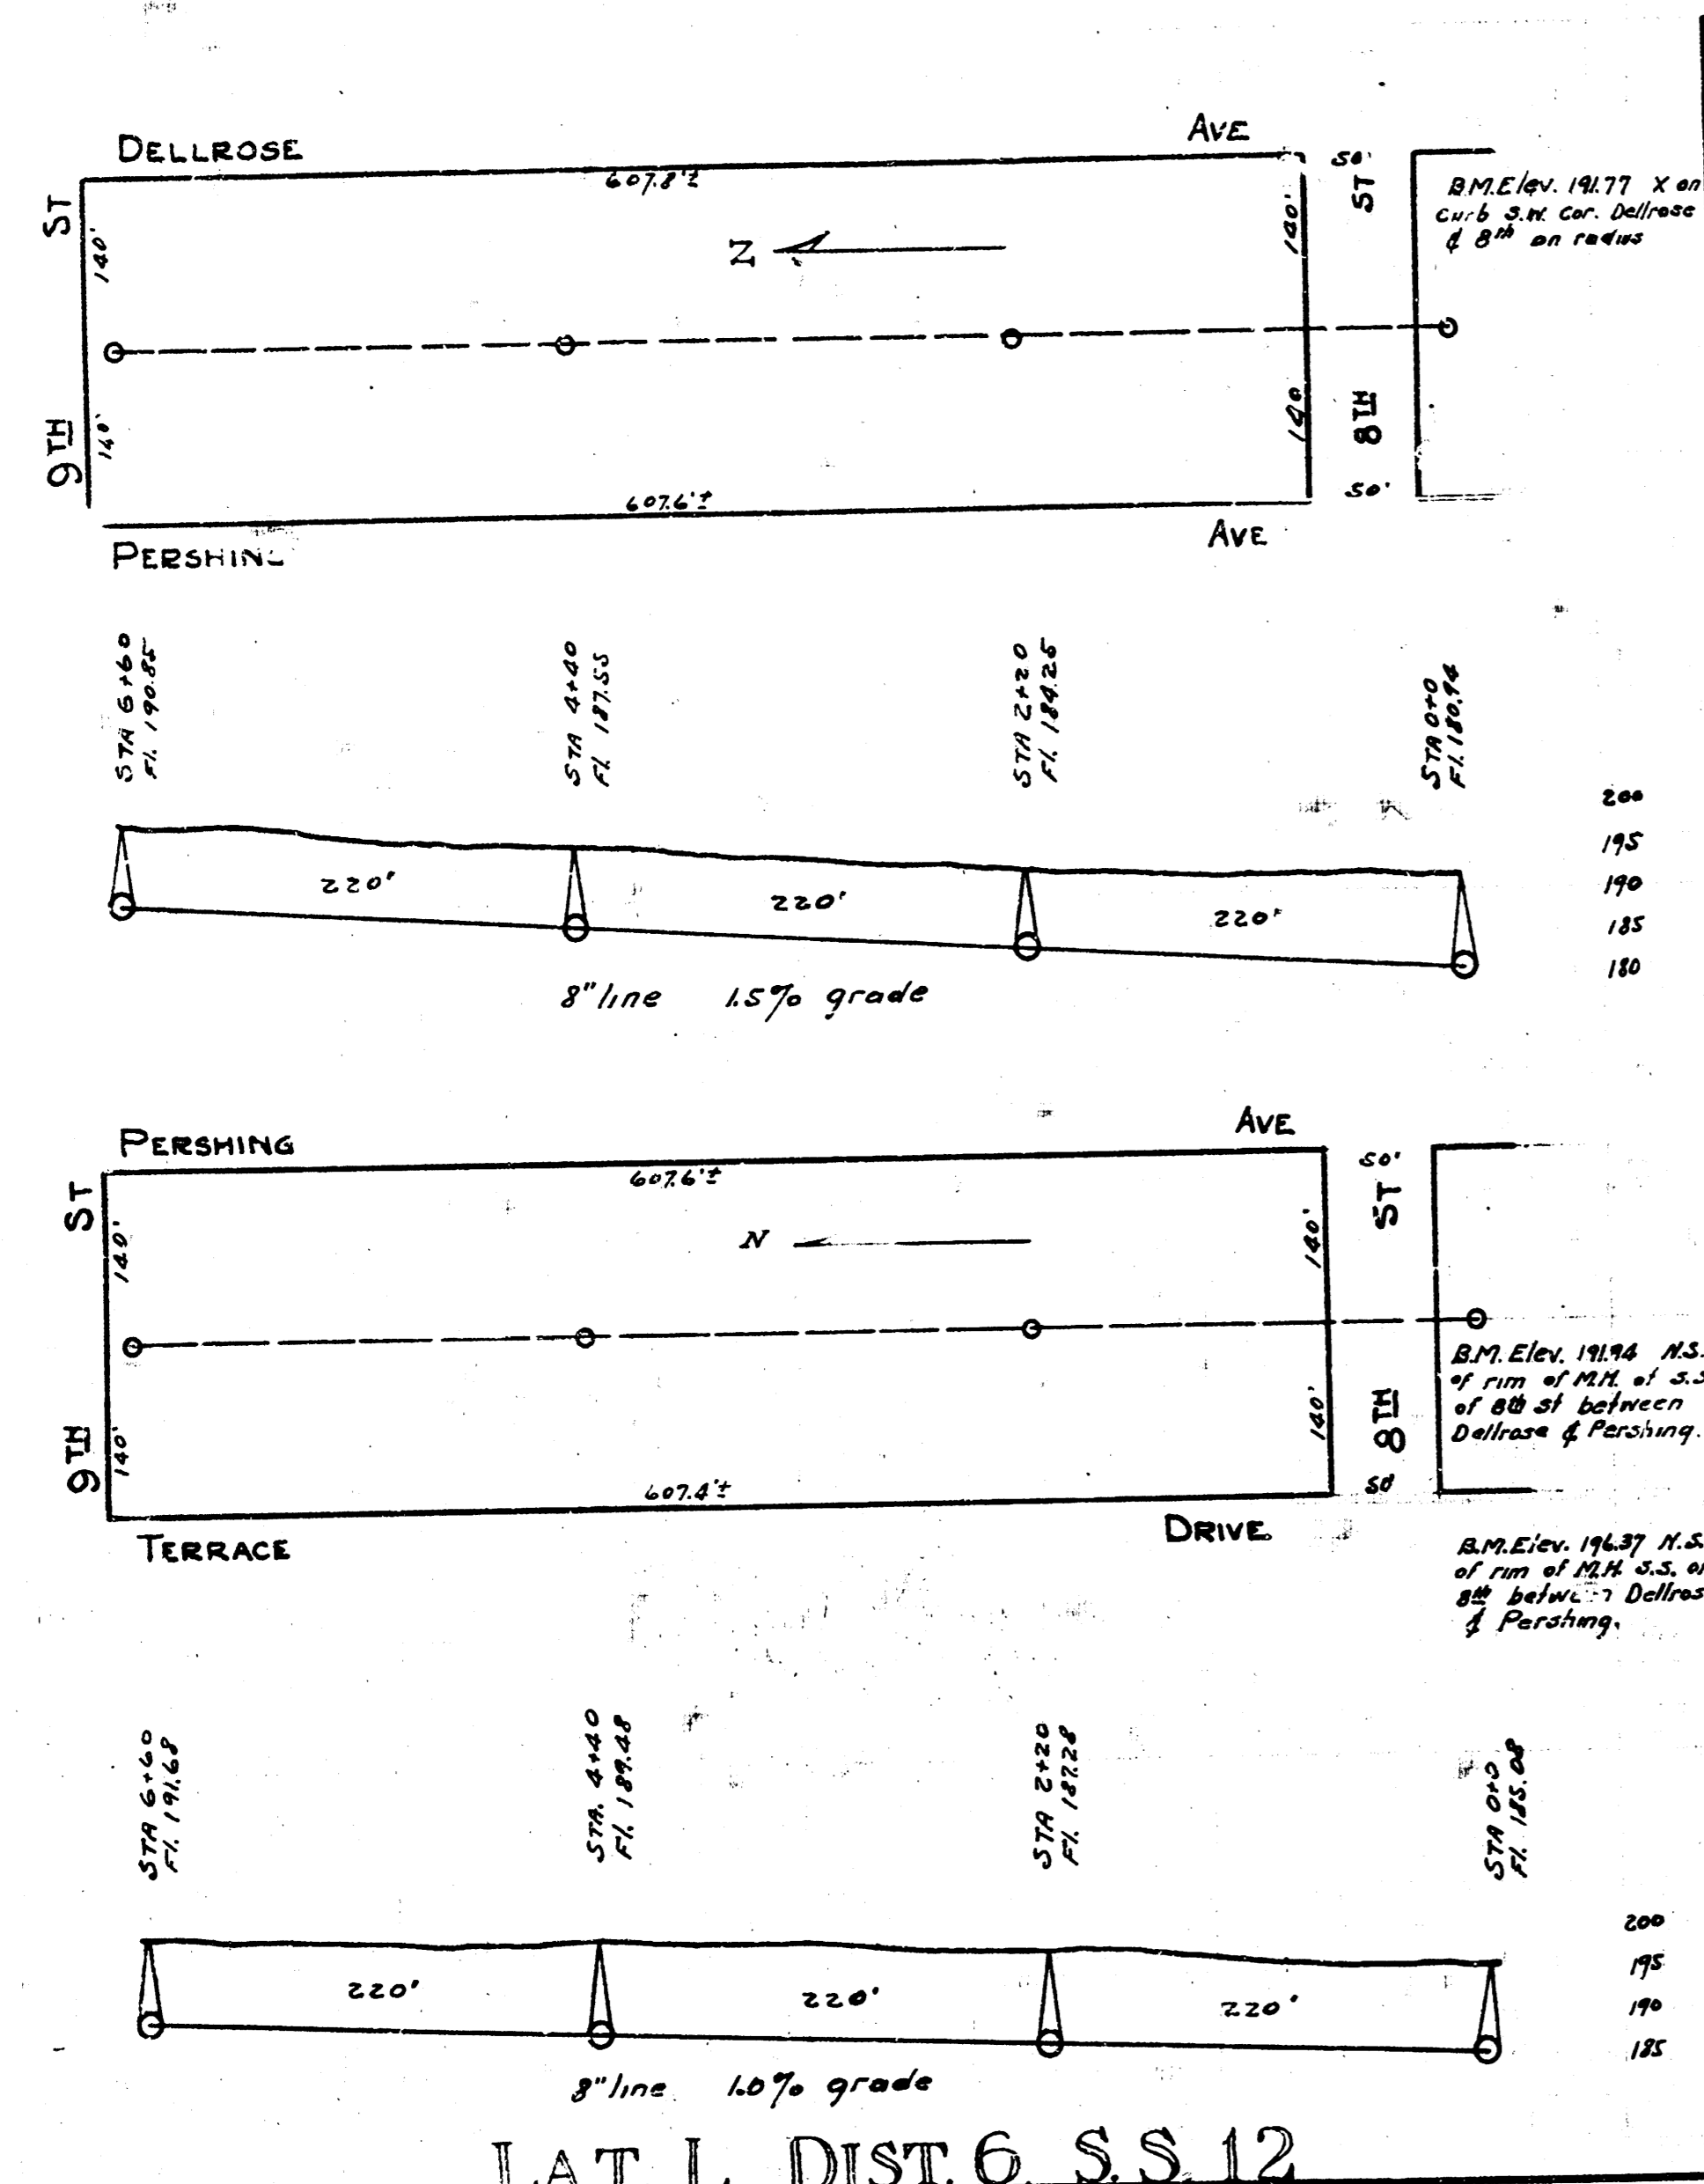 DELLROSE AVE
607.8'±
50'
ST
ST
140'
140'
B.M. Elev. 191.77 X on
Curb S.W. Cor. Dellrose
& 8th on radius
N
9TH
140'
140
8TH
50'
607.6'±
PERSHING AVE
STA 6+60
Fl. 190.85
STA 4+40
Fl. 187.55
STA 2+20
Fl. 184.25
STA 0+0
Fl. 180.94
200
195
190
185
180
220'
220'
220'
8" line 1.5% grade
PERSHING AVE
607.6'±
50'
ST
ST
140'
140'
N
9TH
140'
140'
8TH
50'
B.M. Elev. 191.94 N.S.
of rim of M.H. at S.S
of 8th st between
Dellrose & Pershing.
607.4'±
TERRACE DRIVE
B.M. Elev. 196.37 N.S.
of rim of M.H. S.S. of
8th between Dellros
& Pershing.
STA 6+60
Fl. 191.68
STA. 4+40
Fl. 189.48
STA 2+20
Fl. 187.28
STA 0+0
Fl. 185.08
200
195
190
185
220'
220'
220'
8" line 1.0% grade
LAT L DIST. 6 S.S. 12